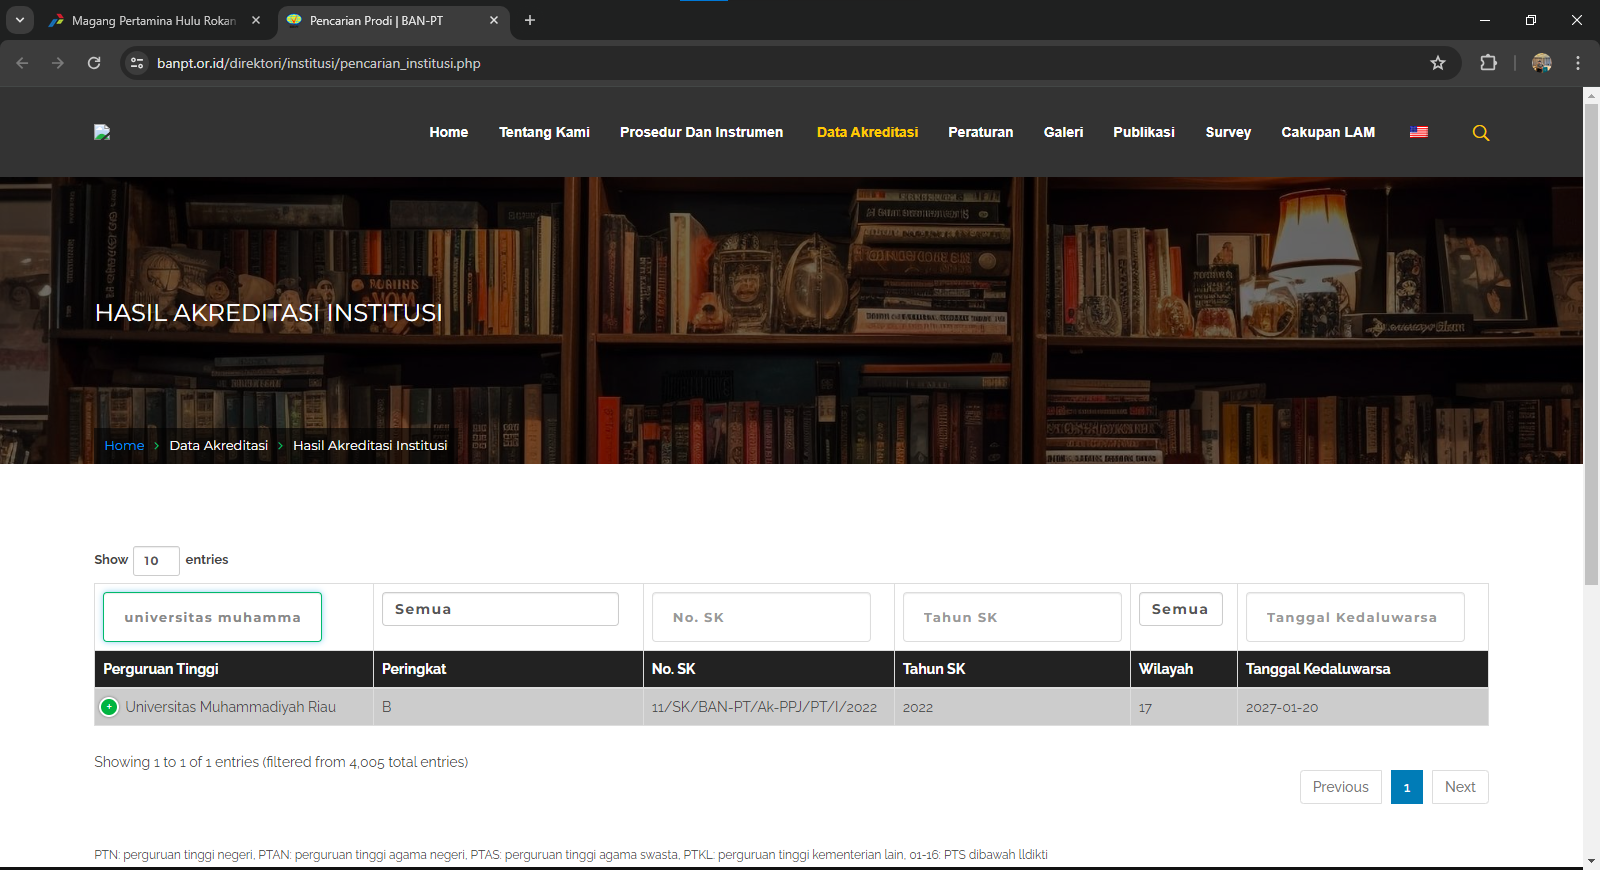 Magang Pertamina Hulu Rokan
Pencarian Prodi | BAN-PT
banpt.or.id/direktori/institusi/pencarian_institusi.php
Home Tentang Kami Prosedur Dan Instrumen Data Akreditasi Peraturan Galeri Publikasi Survey Cakupan LAM
HASIL AKREDITASI INSTITUSI
Home > Data Akreditasi > Hasil Akreditasi Institusi
Show 10 entries
universitas muhamma Semua No. SK Tahun SK Semua Tanggal Kedaluwarsa
Perguruan Tinggi Peringkat No. SK Tahun SK Wilayah Tanggal Kedaluwarsa
Universitas Muhammadiyah Riau B 11/SK/BAN-PT/Ak-PPJ/PT/I/2022 2022 17 2027-01-20
Showing 1 to 1 of 1 entries (filtered from 4,005 total entries)
Previous 1 Next
PTN: perguruan tinggi negeri, PTAN: perguruan tinggi agama negeri, PTAS: perguruan tinggi agama swasta, PTKL: perguruan tinggi kementerian lain, 01-16: PTS dibawah lldikti